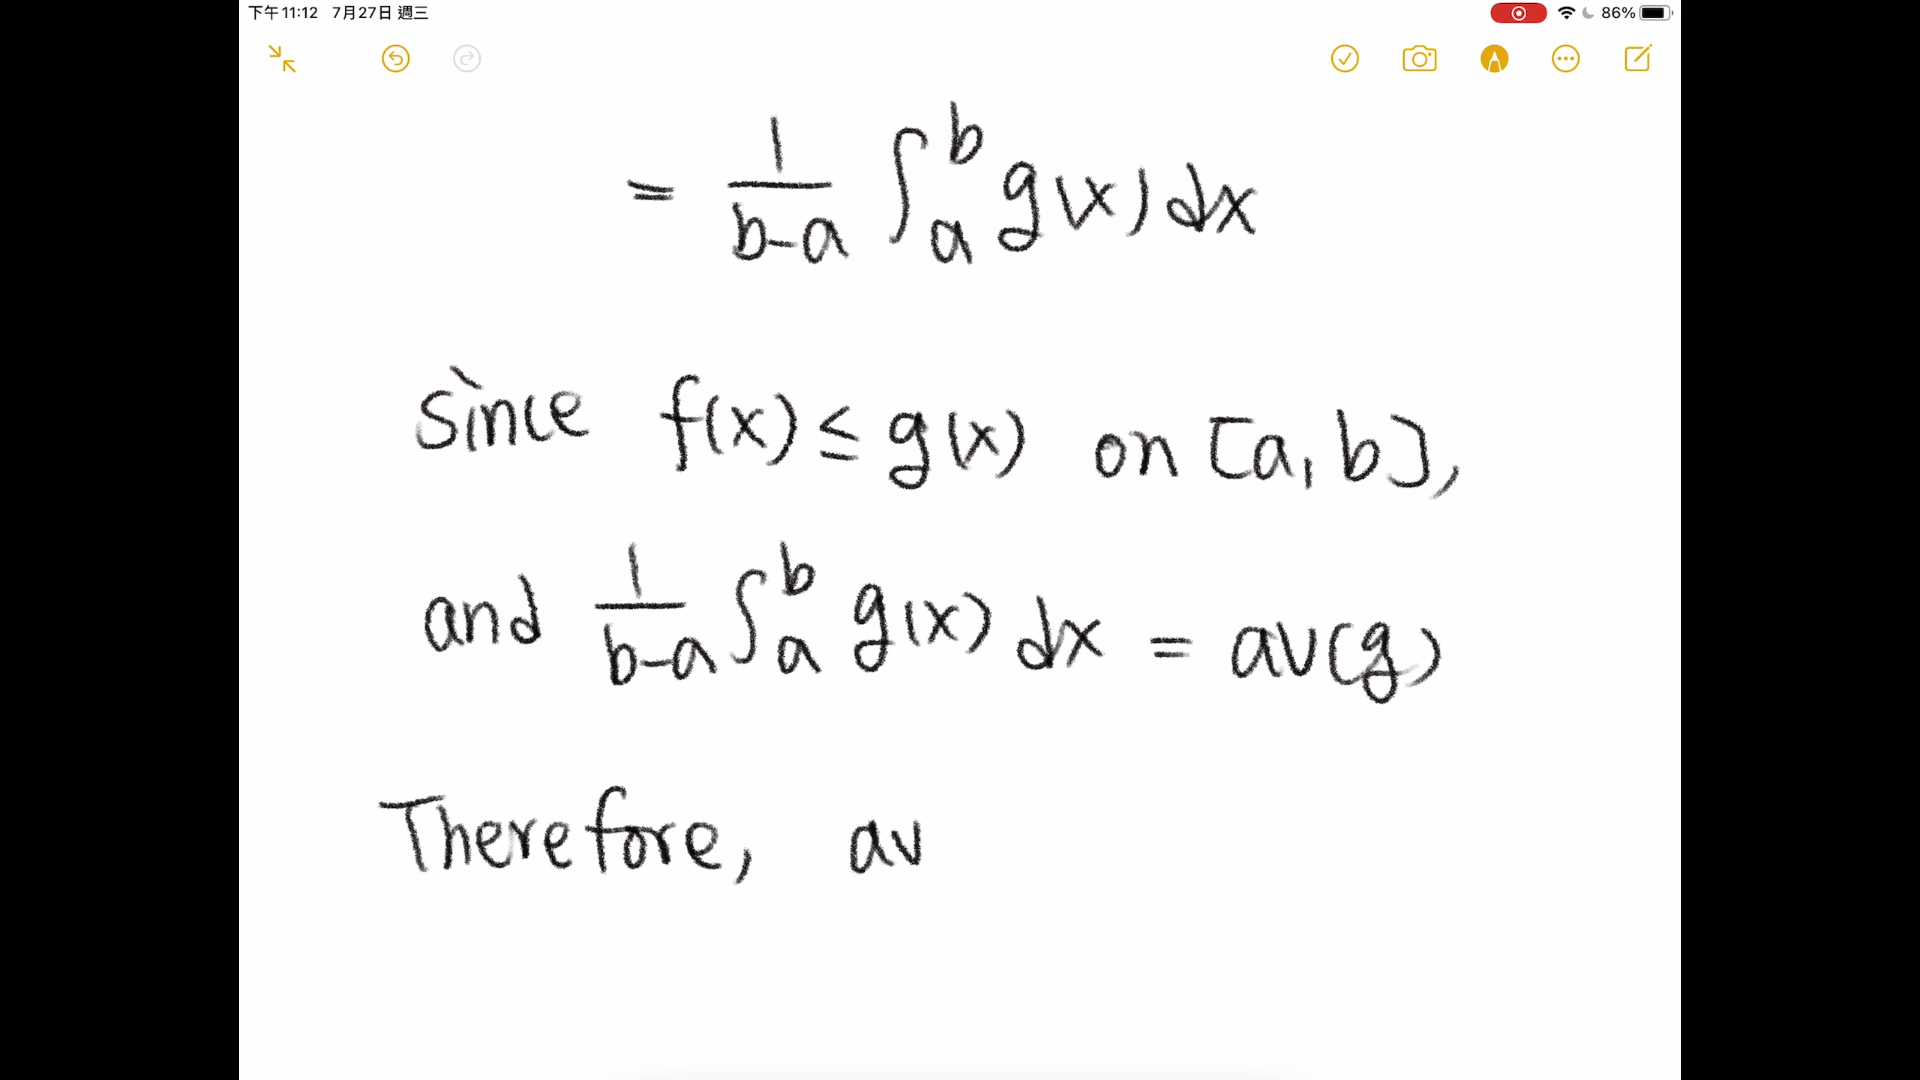 下午11:12 7月27日 週三 86%
= 1/b-a ∫_a^b g(x) dx
Since f(x) ≤ g(x) on [a, b],
and 1/b-a ∫_a^b g(x) dx = av(g)
Therefore, av